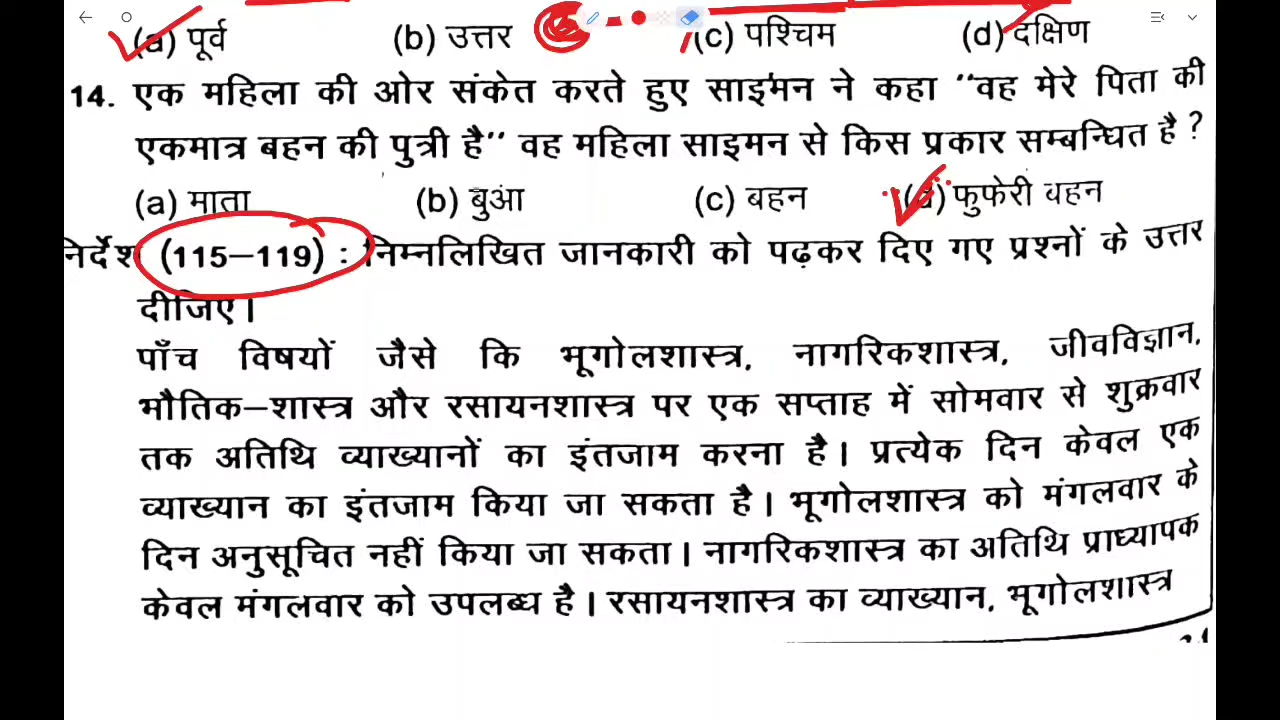 (a) पूर्व (b) उत्तर (c) पश्चिम (d) दक्षिण
14. एक महिला की ओर संकेत करते हुए साइमन ने कहा "वह मेरे पिता की
एकमात्र बहन की पुत्री है" वह महिला साइमन से किस प्रकार सम्बन्धित है ?
(a) माता (b) बुआ (c) बहन (d) फुफेरी बहन
निर्देश (115–119) : निम्नलिखित जानकारी को पढ़कर दिए गए प्रश्नों के उत्तर
दीजिए।
पाँच विषयों जैसे कि भूगोलशास्त्र, नागरिकशास्त्र, जीवविज्ञान,
भौतिक–शास्त्र और रसायनशास्त्र पर एक सप्ताह में सोमवार से शुक्रवार
तक अतिथि व्याख्यानों का इंतजाम करना है। प्रत्येक दिन केवल एक
व्याख्यान का इंतजाम किया जा सकता है। भूगोलशास्त्र को मंगलवार के
दिन अनुसूचित नहीं किया जा सकता। नागरिकशास्त्र का अतिथि प्राध्यापक
केवल मंगलवार को उपलब्ध है। रसायनशास्त्र का व्याख्यान, भूगोलशास्त्र